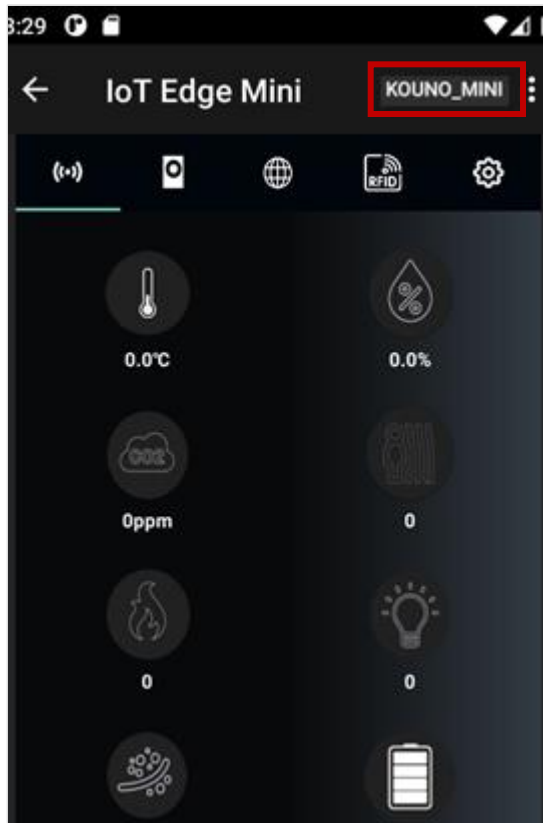 3:29
IoT Edge Mini KOUNO_MINI
RFID
0.0℃ 0.0%
CO2
0ppm 0
0 0